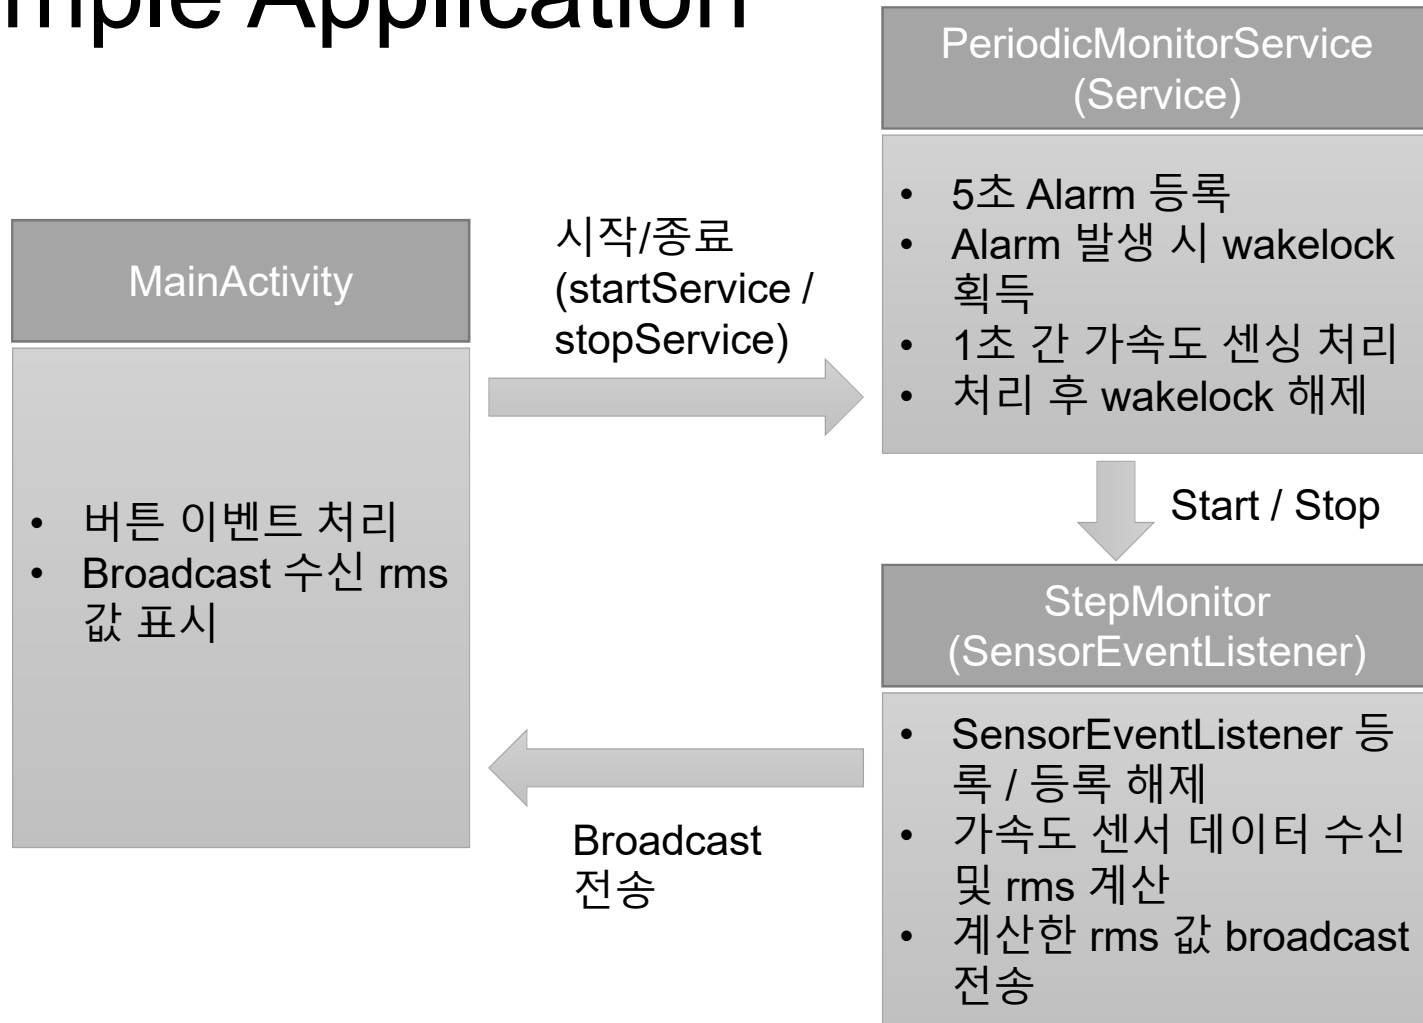 mple Application
PeriodicMonitorService
(Service)
• 5초 Alarm 등록
• Alarm 발생 시 wakelock
획득
• 1초 간 가속도 센싱 처리
• 처리 후 wakelock 해제
시작/종료
(startService /
stopService)
MainActivity
• 버튼 이벤트 처리
• Broadcast 수신 rms
값 표시
Start / Stop
StepMonitor
(SensorEventListener)
• SensorEventListener 등
록 / 등록 해제
• 가속도 센서 데이터 수신
및 rms 계산
• 계산한 rms 값 broadcast
전송
Broadcast
전송